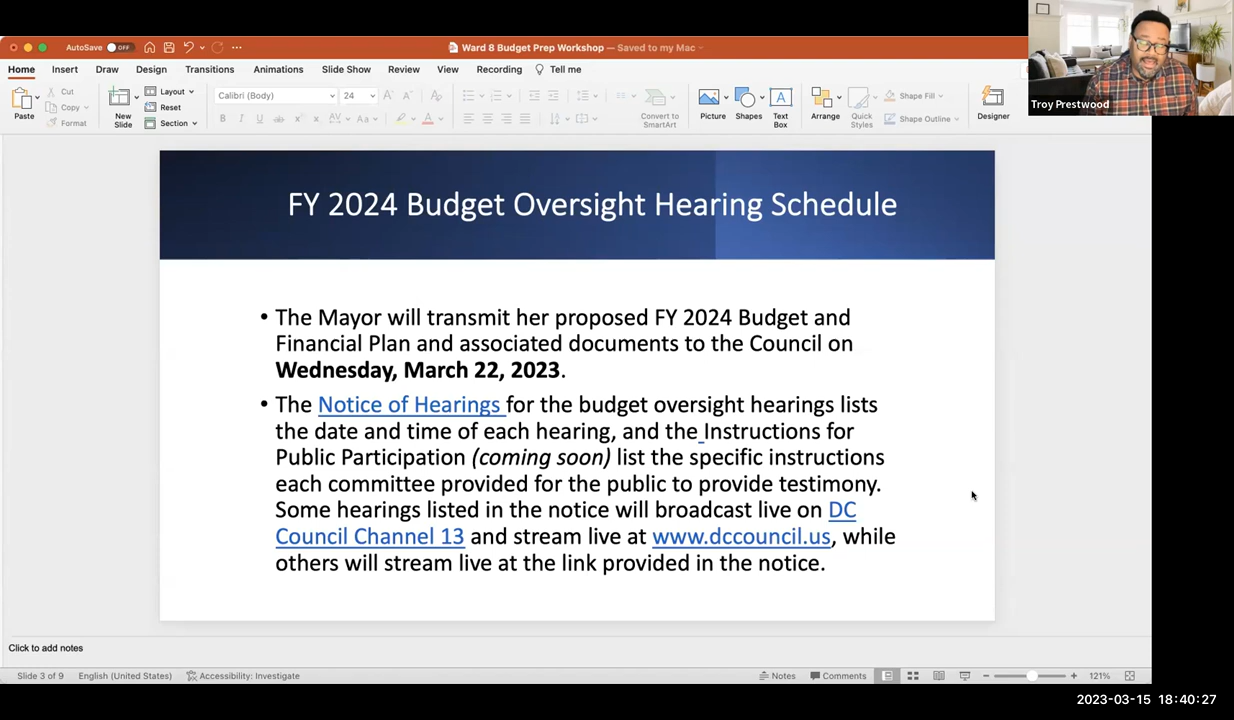 Troy Prestwood
AutoSave OFF
Ward 8 Budget Prep Workshop — Saved to my Mac
Home Insert Draw Design Transitions Animations Slide Show Review View Recording Tell me
Paste
Cut
Copy
Format
New
Slide
Layout
Reset
Section
Calibri (Body) 24
B I U ab x x AV Aa A
Convert to
SmartArt
Picture
Shapes
Text
Box
Arrange
Quick
Styles
Shape Fill
Shape Outline
Designer
FY 2024 Budget Oversight Hearing Schedule
• The Mayor will transmit her proposed FY 2024 Budget and
Financial Plan and associated documents to the Council on
Wednesday, March 22, 2023.
• The Notice of Hearings for the budget oversight hearings lists
the date and time of each hearing, and the Instructions for
Public Participation (coming soon) list the specific instructions
each committee provided for the public to provide testimony.
Some hearings listed in the notice will broadcast live on DC
Council Channel 13 and stream live at www.dccouncil.us, while
others will stream live at the link provided in the notice.
Click to add notes
Slide 3 of 9 English (United States) Accessibility: Investigate
Notes Comments 121%
2023-03-15 18:40:27